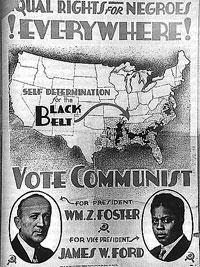 QUAL RIGHTS FOR NEGROES
!EVERYWHERE!
SELF DETERMINATION
for the
BLACK
BELT
VOTE COMMUNIST
FOR PRESIDENT
WM. Z. FOSTER
FOR VICE PRESIDENT
JAMES W. FORD